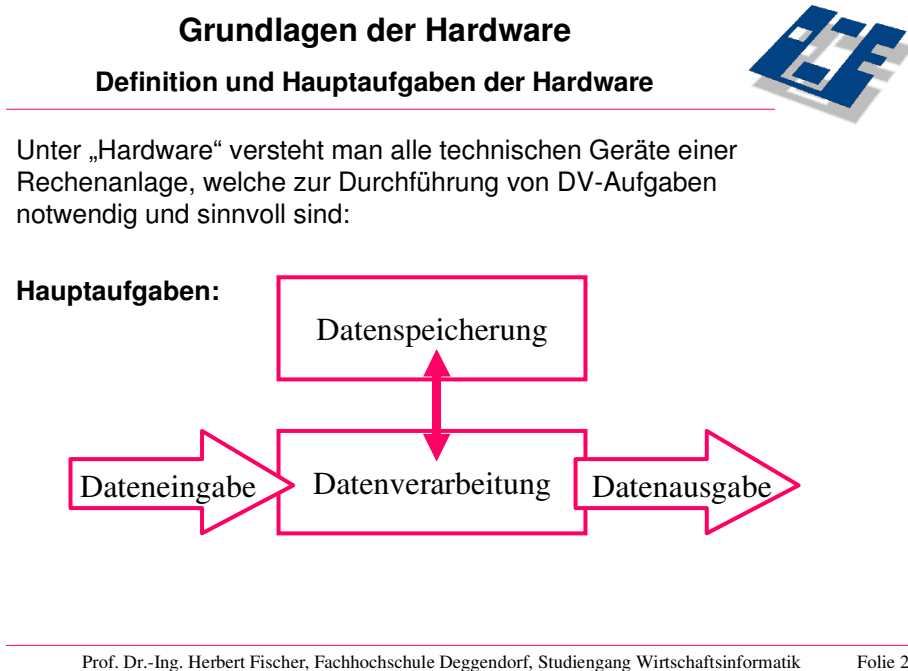 Grundlagen der Hardware
Definition und Hauptaufgaben der Hardware
Unter „Hardware“ versteht man alle technischen Geräte einer
Rechenanlage, welche zur Durchführung von DV-Aufgaben
notwendig und sinnvoll sind:
Hauptaufgaben:
Datenspeicherung
Dateneingabe
Datenverarbeitung
Datenausgabe
Prof. Dr.-Ing. Herbert Fischer, Fachhochschule Deggendorf, Studiengang Wirtschaftsinformatik
Folie 2